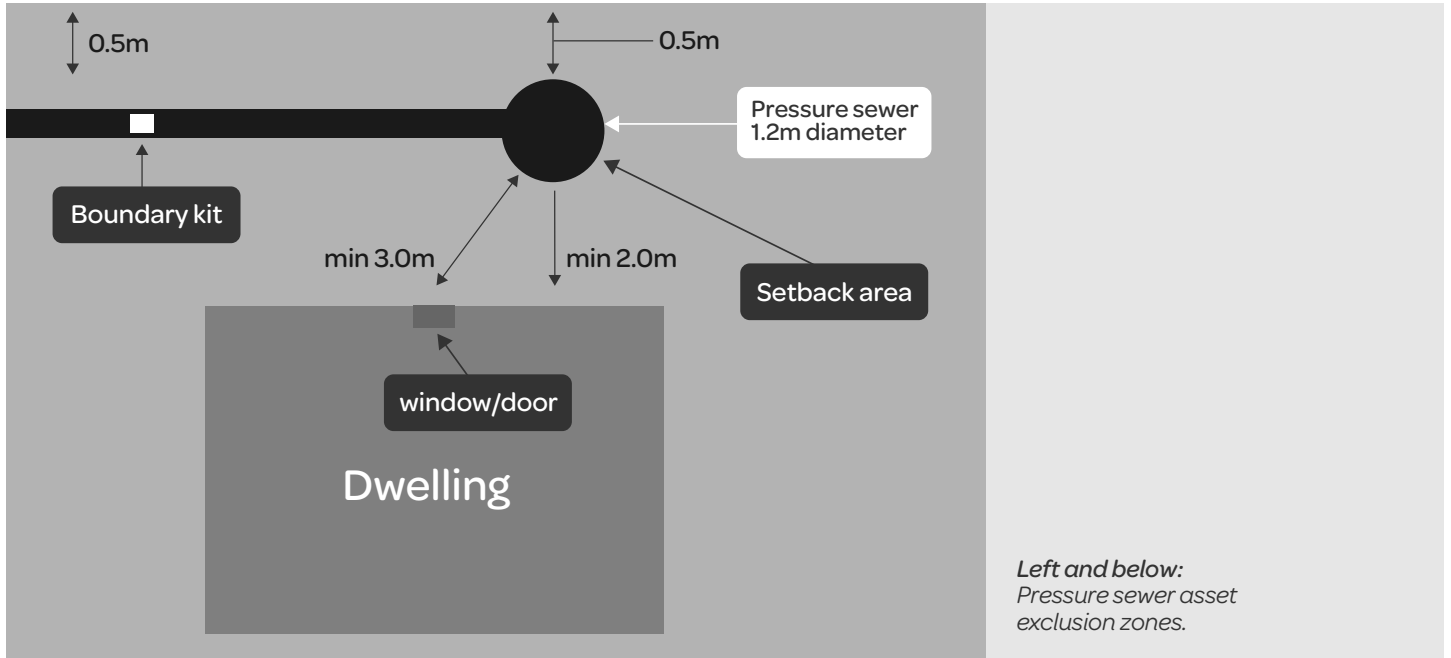 0.5m
0.5m
Pressure sewer
1.2m diameter
Boundary kit
min 3.0m
min 2.0m
Setback area
window/door
Dwelling
Left and below:
Pressure sewer asset
exclusion zones.